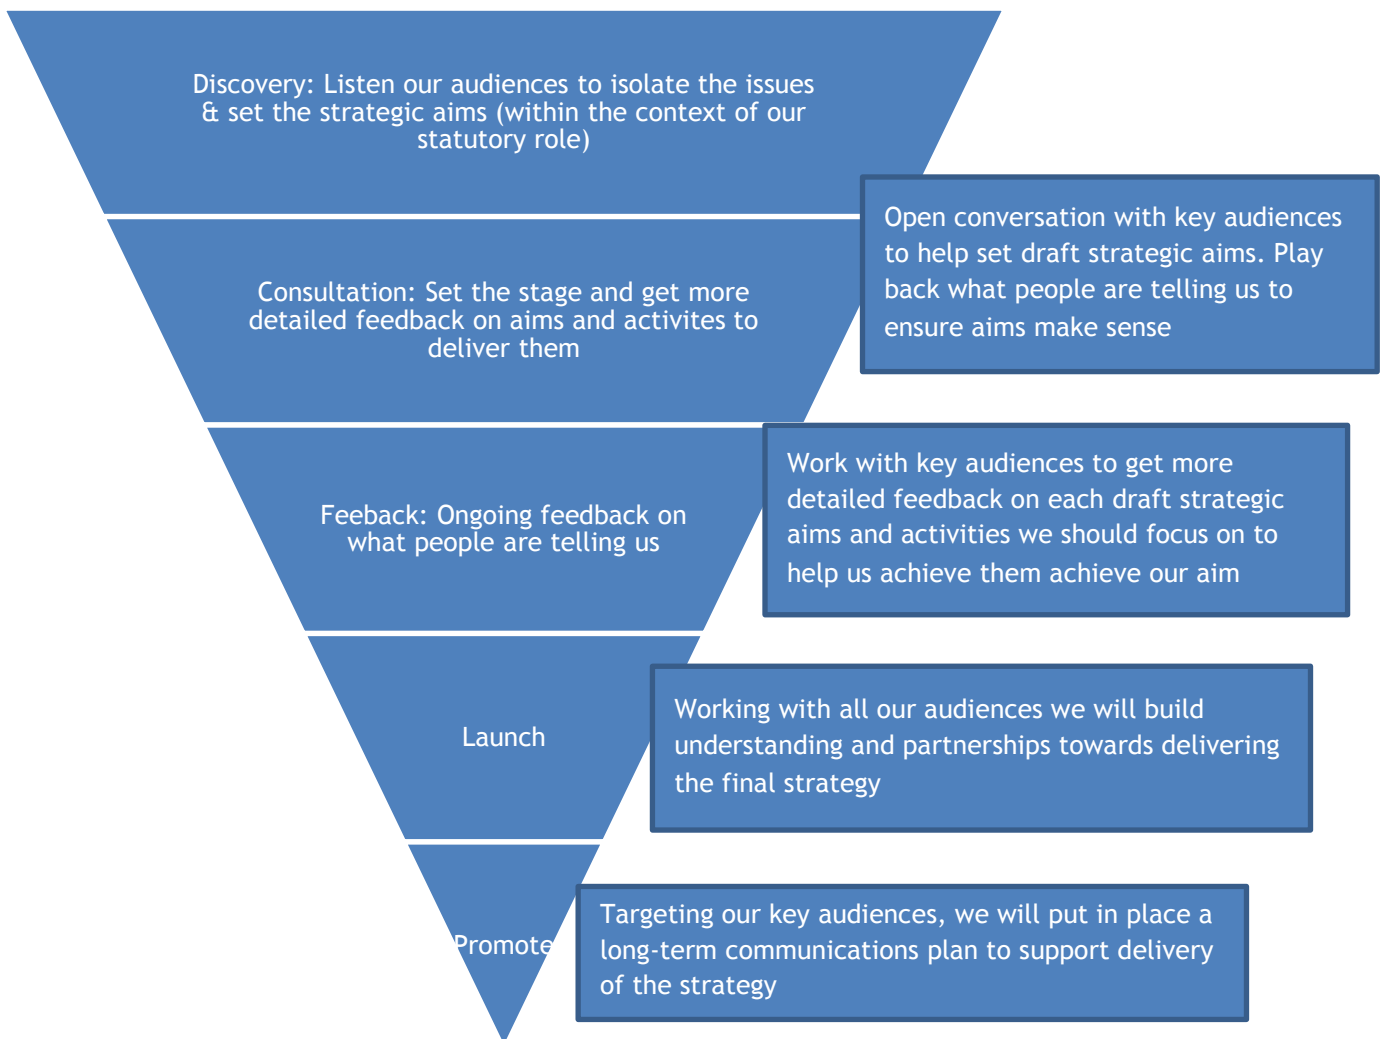 Discovery: Listen our audiences to isolate the issues
& set the strategic aims (within the context of our
statutory role)
Open conversation with key audiences
to help set draft strategic aims. Play
back what people are telling us to
ensure aims make sense
Consultation: Set the stage and get more
detailed feedback on aims and activites to
deliver them
Work with key audiences to get more
detailed feedback on each draft strategic
aims and activities we should focus on to
help us achieve them achieve our aim
Feeback: Ongoing feedback on
what people are telling us
Launch
Working with all our audiences we will build
understanding and partnerships towards delivering
the final strategy
Promote
Targeting our key audiences, we will put in place a
long-term communications plan to support delivery
of the strategy